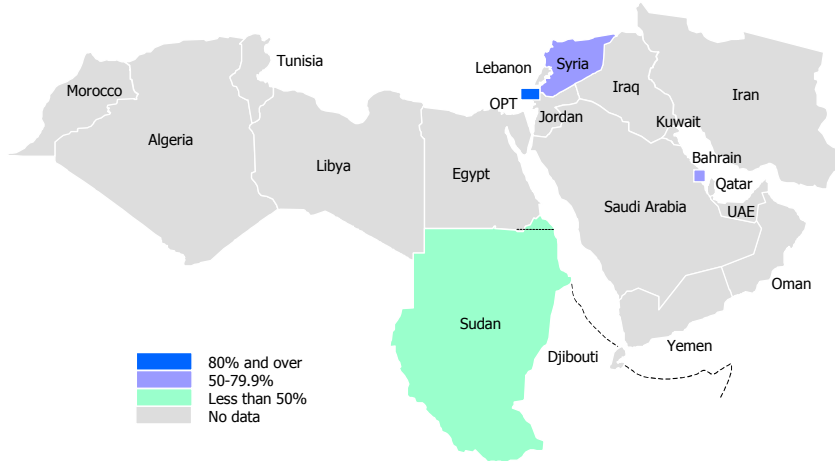 Tunisia
Lebanon
Syria
Morocco
Iraq
Iran
OPT
Jordan
Kuwait
Algeria
Libya
Egypt
Bahrain
Qatar
Saudi Arabia
UAE
Oman
Sudan
Djibouti
Yemen
80% and over
50-79.9%
Less than 50%
No data